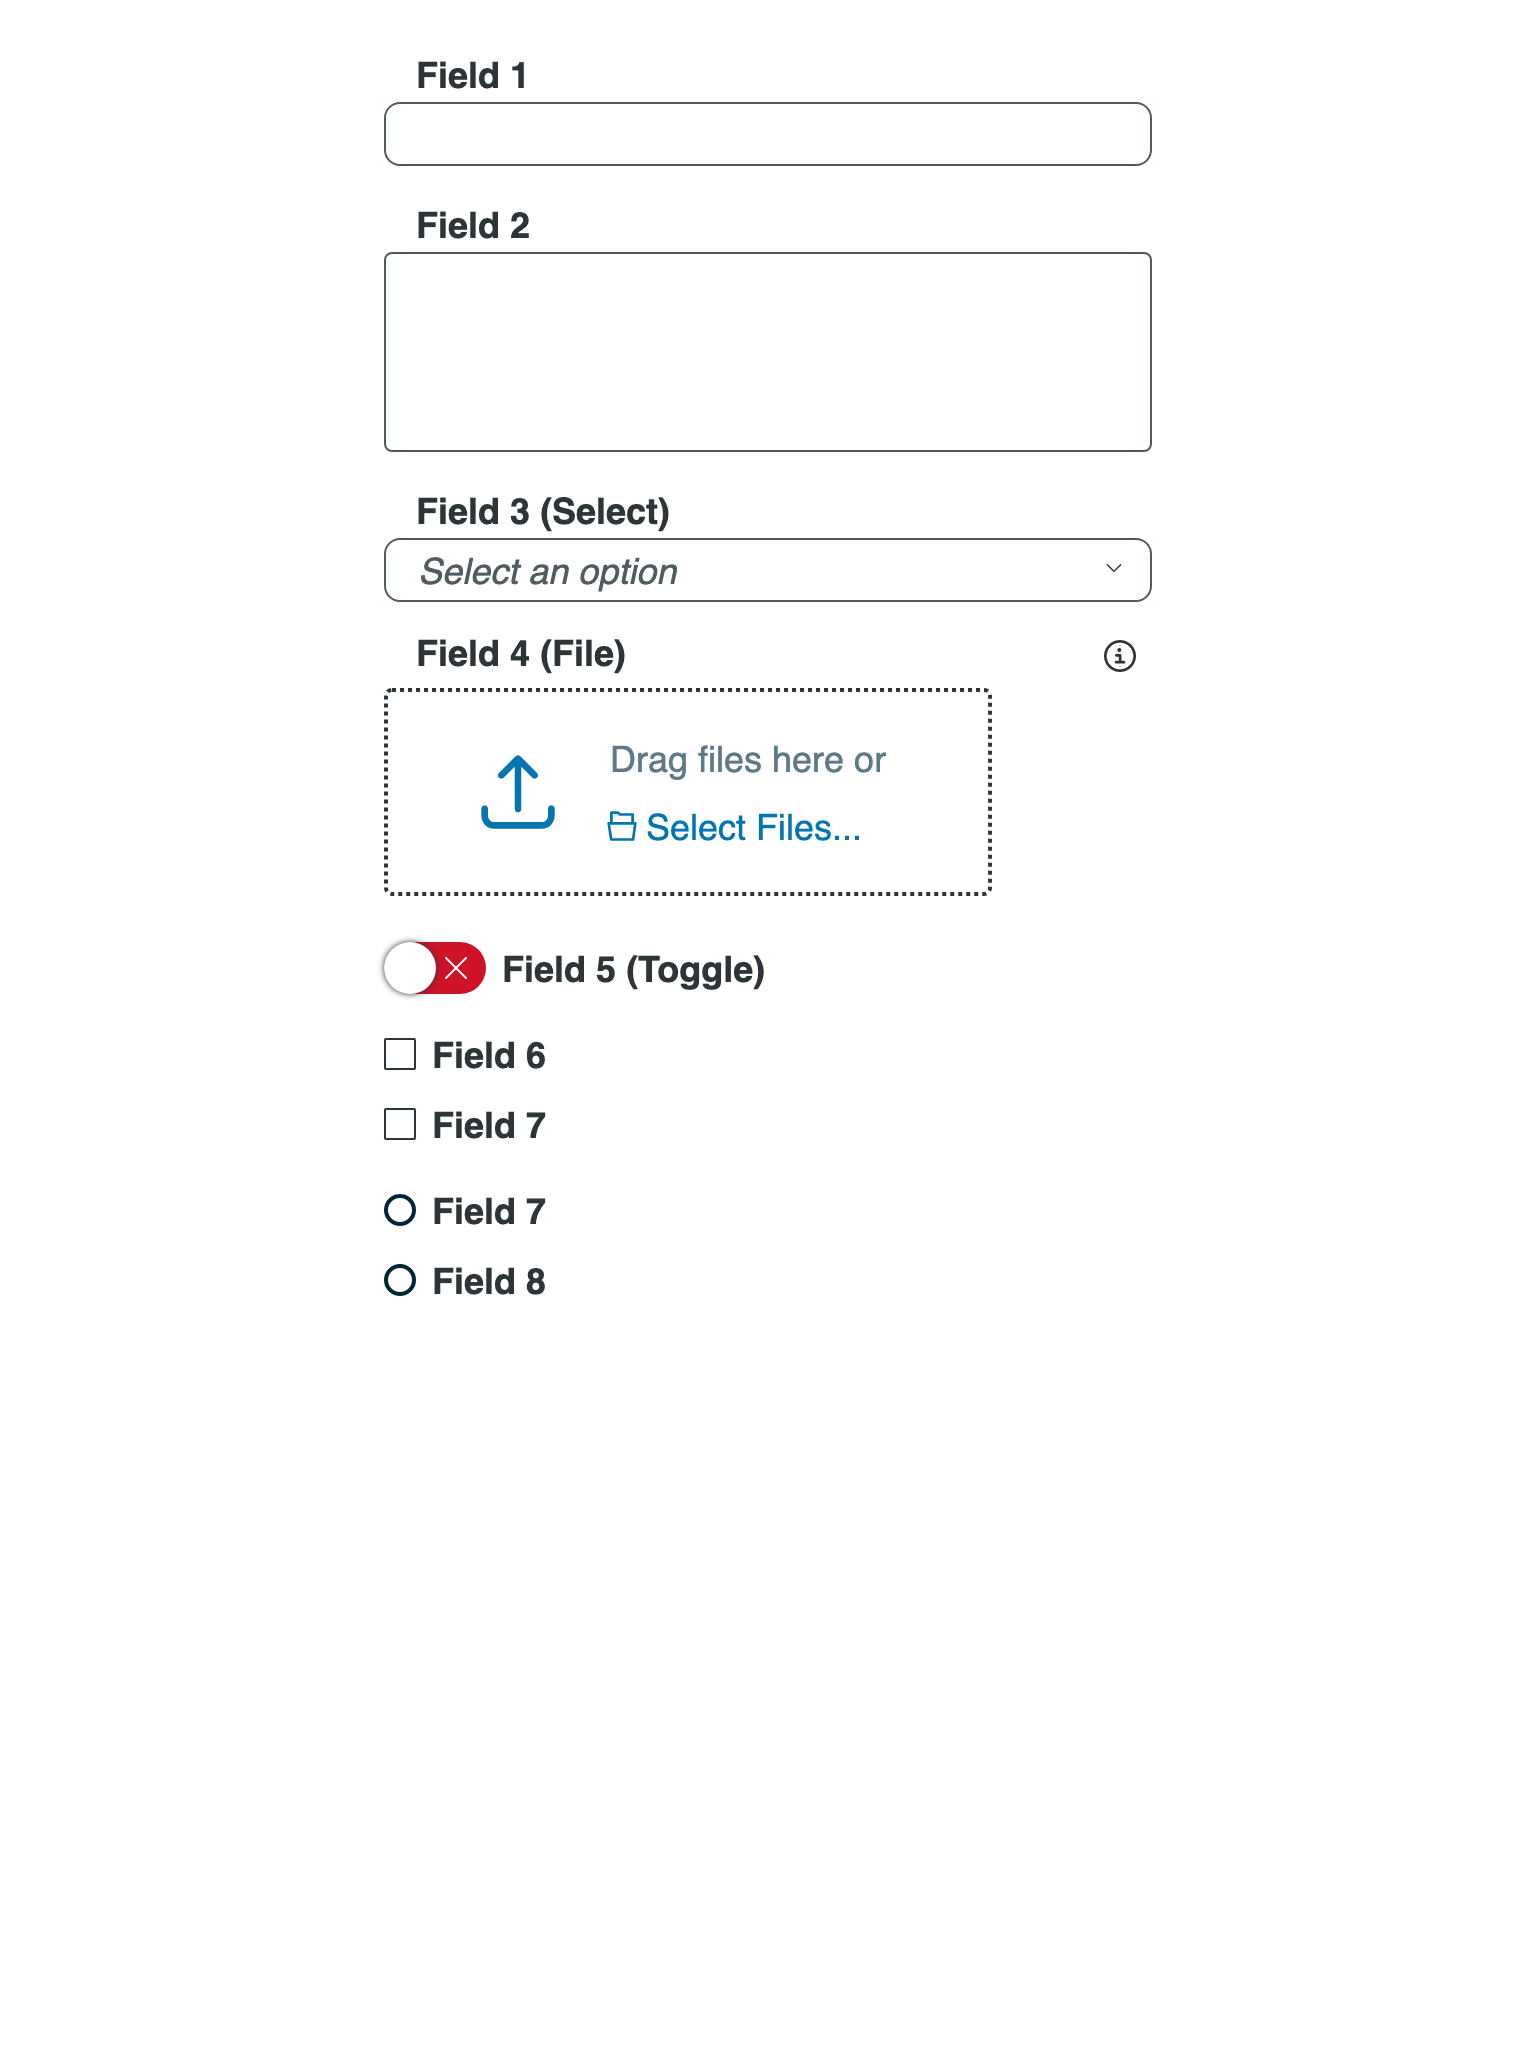 Field 1
Field 2
Field 3 (Select)
Select an option
Field 4 (File)
Drag files here or
Select Files...
Field 5 (Toggle)
Field 6
Field 7
Field 7
Field 8